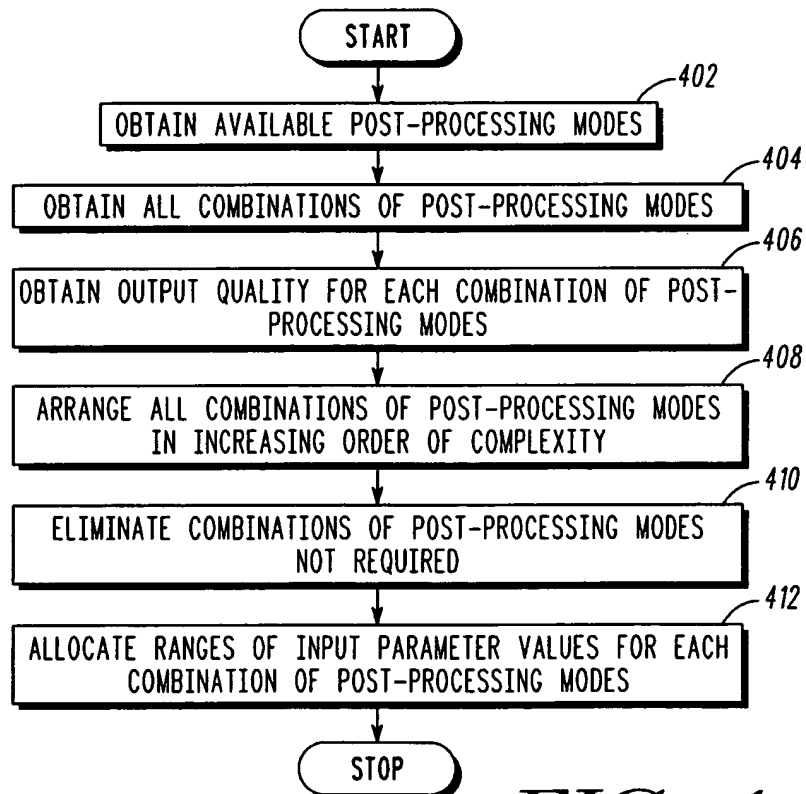 START
402
OBTAIN AVAILABLE POST-PROCESSING MODES
404
OBTAIN ALL COMBINATIONS OF POST-PROCESSING MODES
406
OBTAIN OUTPUT QUALITY FOR EACH COMBINATION OF POST-
PROCESSING MODES
408
ARRANGE ALL COMBINATIONS OF POST-PROCESSING MODES
IN INCREASING ORDER OF COMPLEXITY
410
ELIMINATE COMBINATIONS OF POST-PROCESSING MODES
NOT REQUIRED
412
ALLOCATE RANGES OF INPUT PARAMETER VALUES FOR EACH
COMBINATION OF POST-PROCESSING MODES
STOP